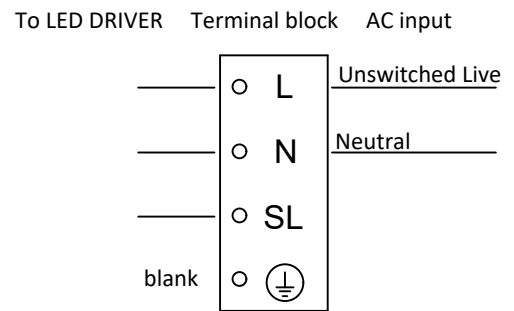 To LED DRIVER Terminal block AC input
L Unswitched Live
N Neutral
SL
blank